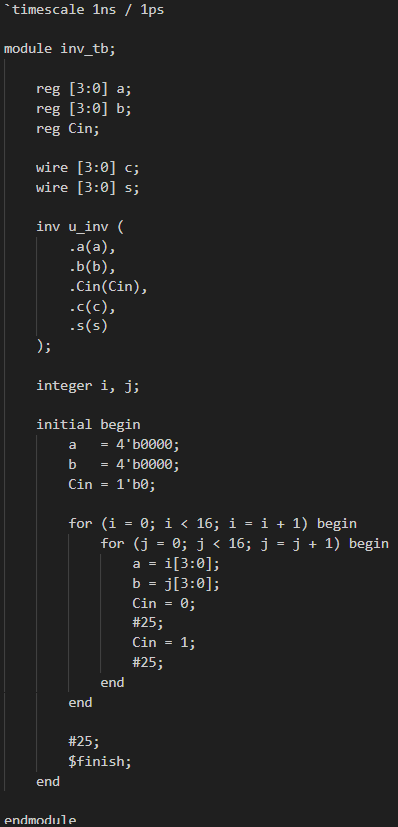 `timescale 1ns / 1ps
module inv_tb;
reg [3:0] a;
reg [3:0] b;
reg Cin;
wire [3:0] c;
wire [3:0] s;
inv u_inv (
.a(a),
.b(b),
.Cin(Cin),
.c(c),
.s(s)
);
integer i, j;
initial begin
a   = 4'b0000;
b   = 4'b0000;
Cin = 1'b0;
for (i = 0; i < 16; i = i + 1) begin
for (j = 0; j < 16; j = j + 1) begin
a = i[3:0];
b = j[3:0];
Cin = 0;
#25;
Cin = 1;
#25;
end
end
#25;
$finish;
end
endmodule